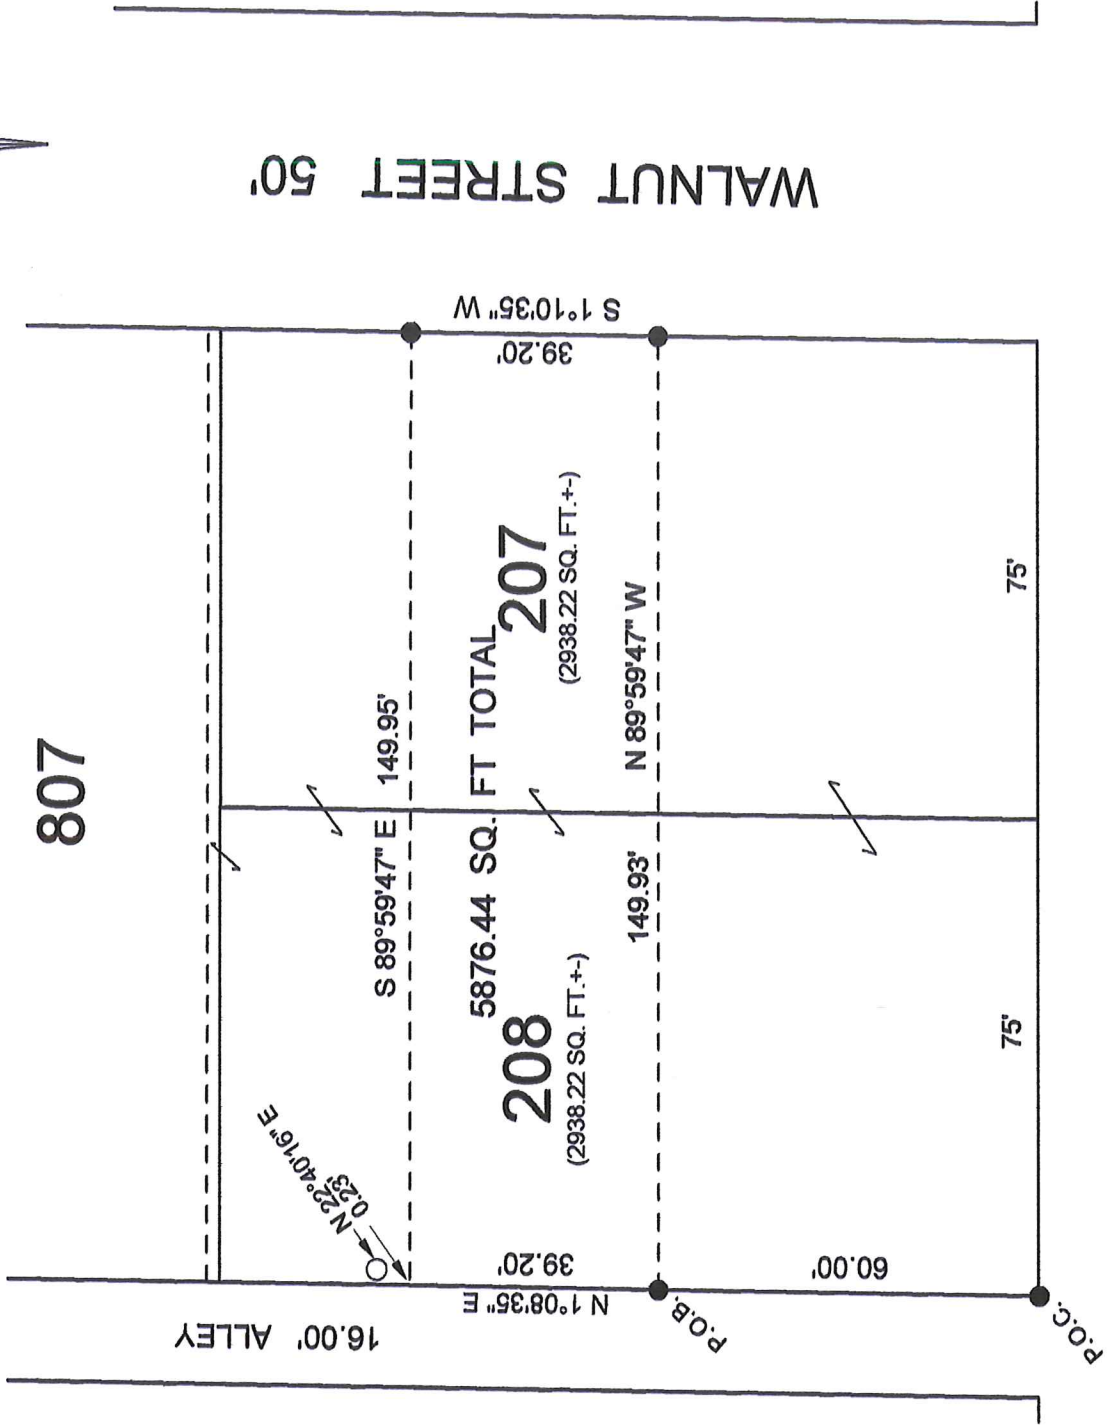 WALNUT STREET 50'
S 1°10'35" W
39.20'
807
S 89°59'47" E 149.95'
5876.44 SQ. FT TOTAL
208
(2938.22 SQ. FT.+-)
207
(2938.22 SQ. FT.+-)
149.93' N 89°59'47" W
N 22°40'16" E
0.23'
39.20'
N 1°08'35" E
60.00'
16.00' ALLEY
P.O.B.
P.O.C.
75'
75'